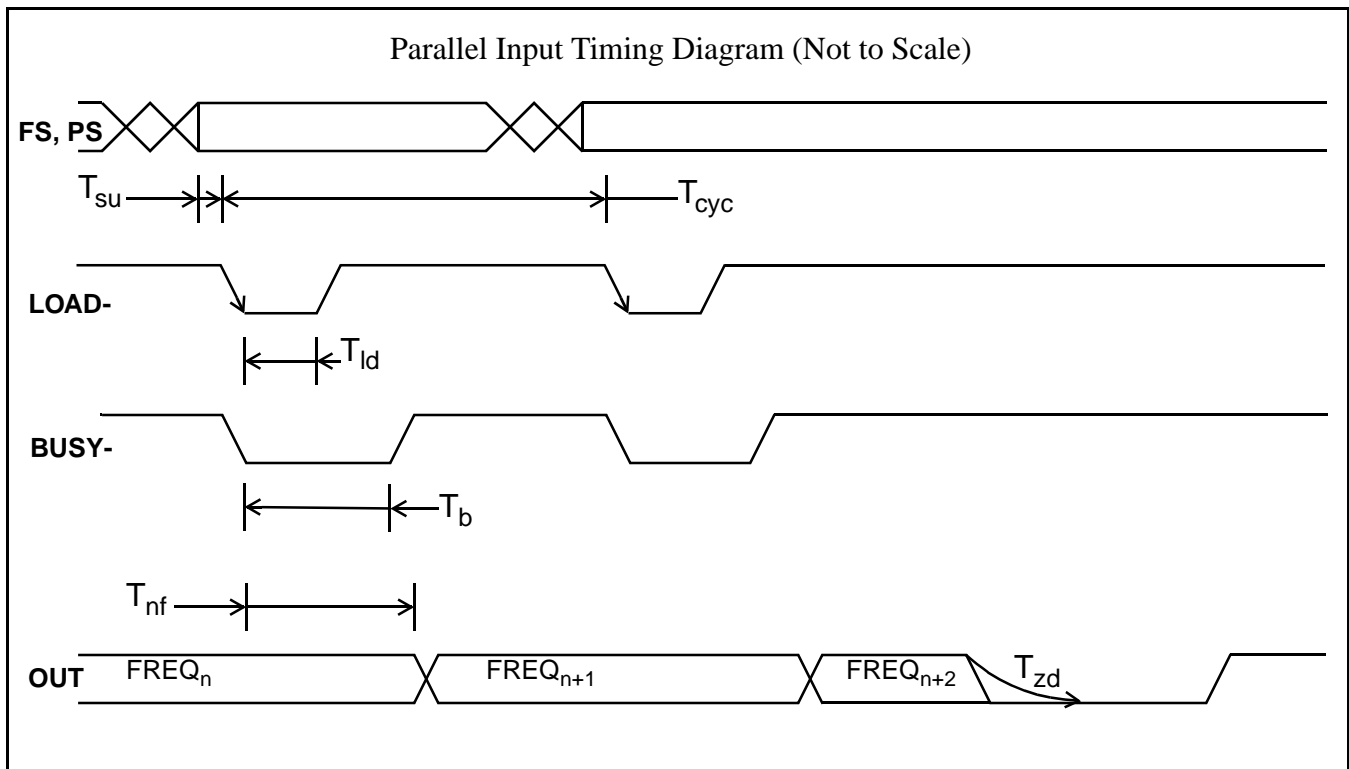 Parallel Input Timing Diagram (Not to Scale)
FS, PS
Tsu
Tcyc
LOAD-
Tld
BUSY-
Tb
Tnf
OUT
FREQn
FREQn+1
FREQn+2
Tzd